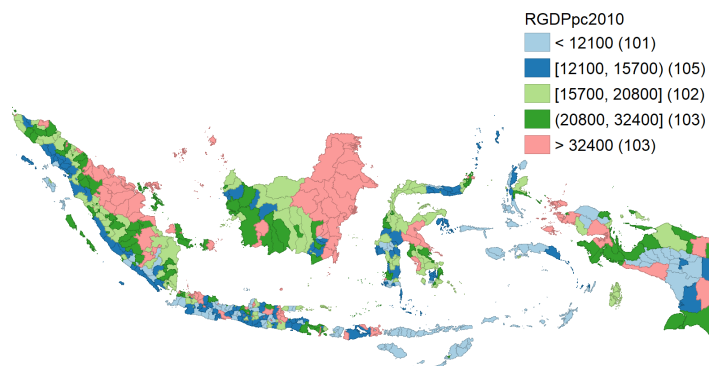 RGDPpc2010
< 12100 (101)
[12100, 15700) (105)
[15700, 20800] (102)
(20800, 32400] (103)
> 32400 (103)